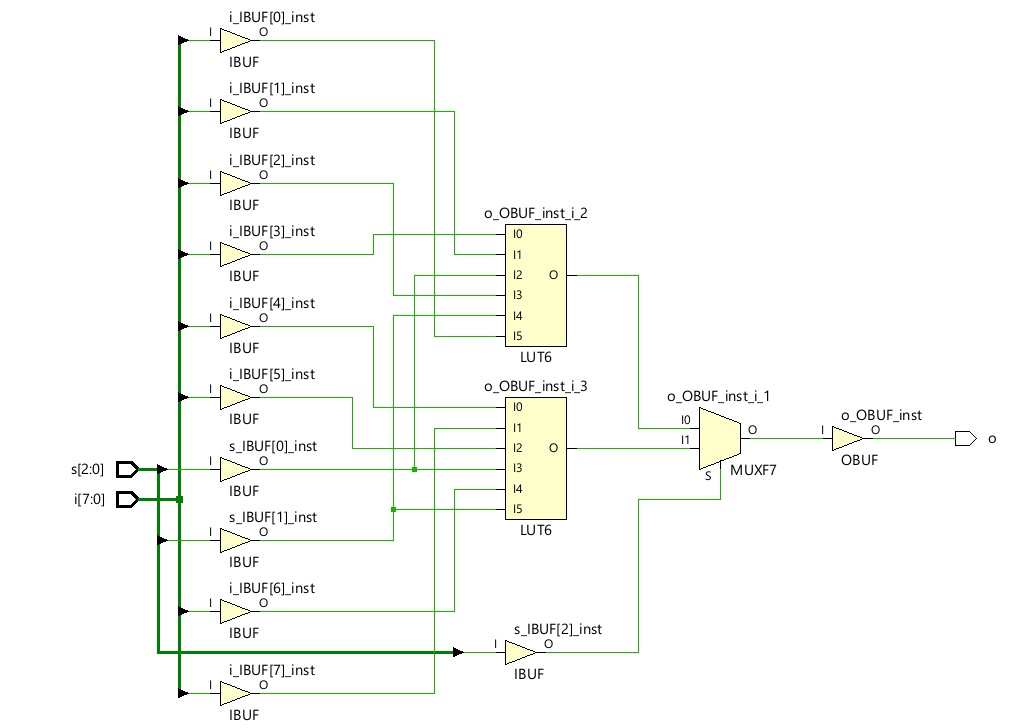 i_IBUF[0]_inst
I O
IBUF
i_IBUF[1]_inst
I O
IBUF
i_IBUF[2]_inst
I O
IBUF
i_IBUF[3]_inst
I O
IBUF
i_IBUF[4]_inst
I O
IBUF
i_IBUF[5]_inst
I O
IBUF
s[2:0]
i[7:0]
s_IBUF[0]_inst
I O
IBUF
s_IBUF[1]_inst
I O
IBUF
i_IBUF[6]_inst
I O
IBUF
i_IBUF[7]_inst
I O
IBUF
o_OBUF_inst_i_2
I0
I1
I2 O
I3
I4
I5
LUT6
o_OBUF_inst_i_3
I0
I1
I2 O
I3
I4
I5
LUT6
s_IBUF[2]_inst
I O
IBUF
o_OBUF_inst_i_1
I0 O
I1
S MUXF7
o_OBUF_inst
I O
OBUF
o